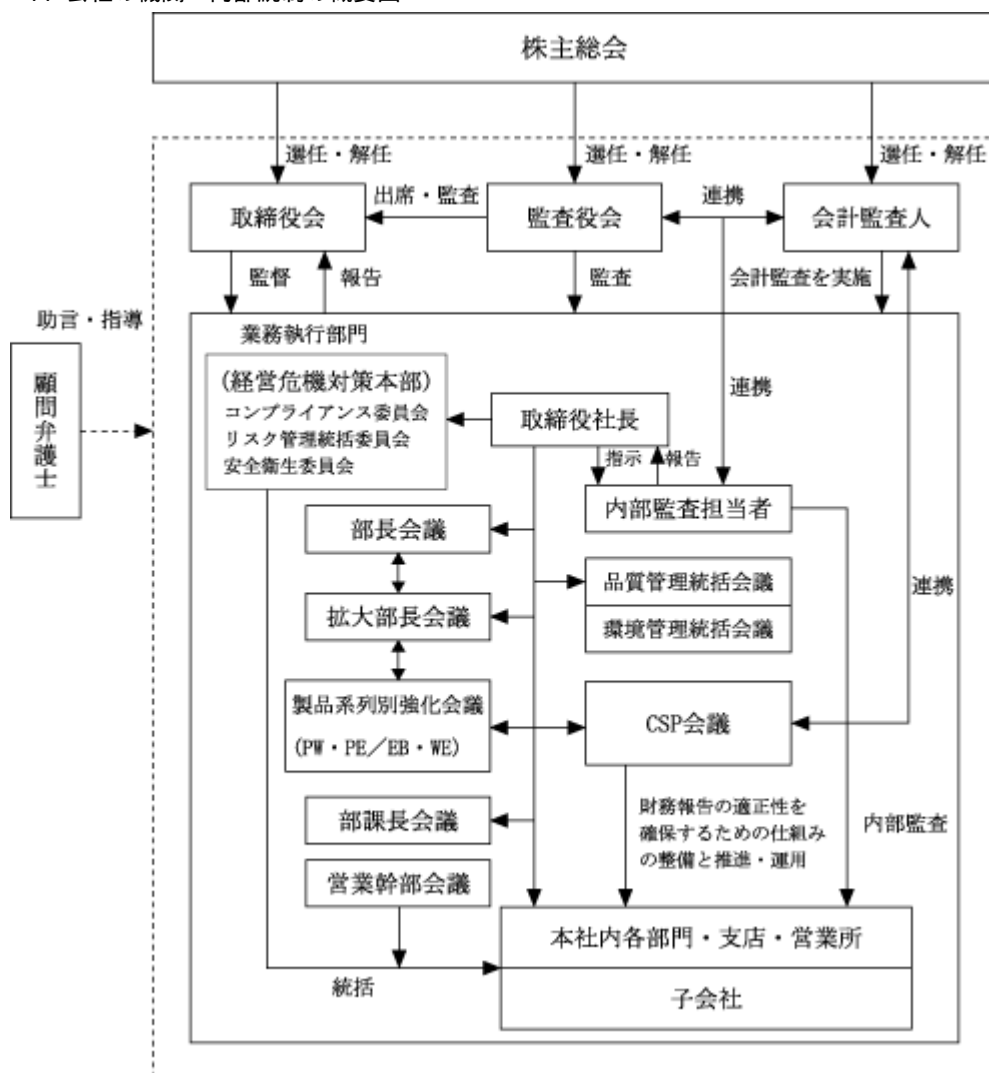 株主総会
選任・解任
選任・解任
選任・解任
取締役会
出席・監査
監査役会
連携
会計監査人
監督
報告
監査
会計監査を実施
助言・指導
顧問弁護士
業務執行部門
(経営危機対策本部)
コンプライアンス委員会
リスク管理統括委員会
安全衛生委員会
取締役社長
連携
指示
報告
内部監査担当者
部長会議
品質管理統括会議
環境管理統括会議
連携
拡大部長会議
製品系列別強化会議
(PW・PE/EB・WE)
CSP会議
部課長会議
財務報告の適正性を
確保するための仕組み
の整備と推進・運用
内部監査
営業幹部会議
本社内各部門・支店・営業所
統括
子会社